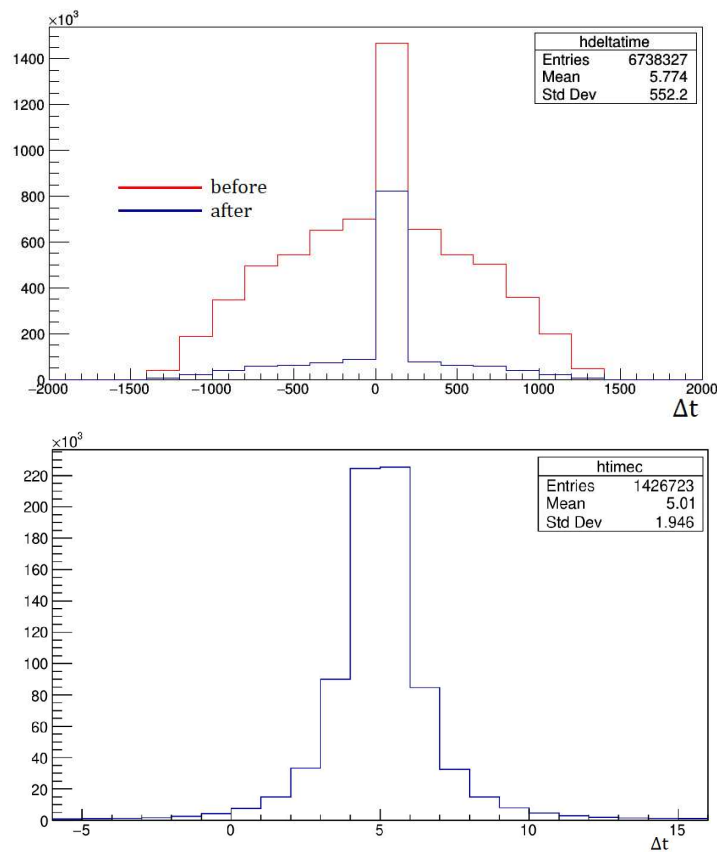 ×10³
1400
1200
1000
800
600
400
200
0
−2000 −1500 −1000 −500 0 500 1000 1500 2000
Δt
hdeltatime
Entries 6738327
Mean 5.774
Std Dev 552.2
before
after
×10³
220
200
180
160
140
120
100
80
60
40
20
0
−5 0 5 10 15
Δt
htimec
Entries 1426723
Mean 5.01
Std Dev 1.946